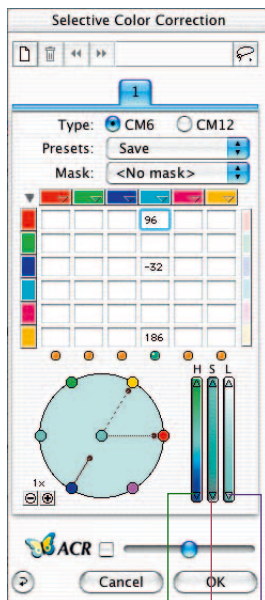 Selective Color Correction
1
Type: CM6 CM12
Presets: Save
Mask: <No mask>
96
-32
186
H S L
1x
ACR
Cancel OK